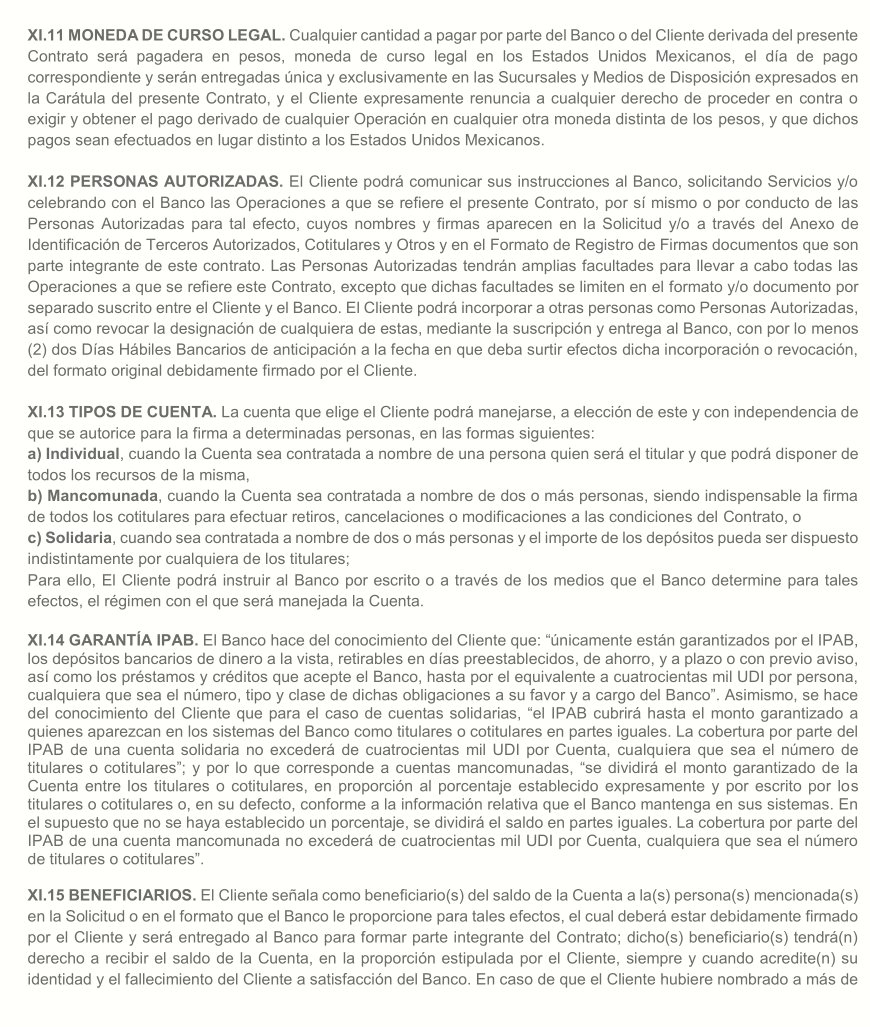 XI.11 MONEDA DE CURSO LEGAL. Cualquier cantidad a pagar por parte del Banco o del Cliente derivada del presente
Contrato será pagadera en pesos, moneda de curso legal en los Estados Unidos Mexicanos, el día de pago
correspondiente y serán entregadas única y exclusivamente en las Sucursales y Medios de Disposición expresados en
la Carátula del presente Contrato, y el Cliente expresamente renuncia a cualquier derecho de proceder en contra o
exigir y obtener el pago derivado de cualquier Operación en cualquier otra moneda distinta de los pesos, y que dichos
pagos sean efectuados en lugar distinto a los Estados Unidos Mexicanos.
XI.12 PERSONAS AUTORIZADAS. El Cliente podrá comunicar sus instrucciones al Banco, solicitando Servicios y/o
celebrando con el Banco las Operaciones a que se refiere el presente Contrato, por sí mismo o por conducto de las
Personas Autorizadas para tal efecto, cuyos nombres y firmas aparecen en la Solicitud y/o a través del Anexo de
Identificación de Terceros Autorizados, Cotitulares y Otros y en el Formato de Registro de Firmas documentos que son
parte integrante de este contrato. Las Personas Autorizadas tendrán amplias facultades para llevar a cabo todas las
Operaciones a que se refiere este Contrato, excepto que dichas facultades se limiten en el formato y/o documento por
separado suscrito entre el Cliente y el Banco. El Cliente podrá incorporar a otras personas como Personas Autorizadas,
así como revocar la designación de cualquiera de estas, mediante la suscripción y entrega al Banco, con por lo menos
(2) dos Días Hábiles Bancarios de anticipación a la fecha en que deba surtir efectos dicha incorporación o revocación,
del formato original debidamente firmado por el Cliente.
XI.13 TIPOS DE CUENTA. La cuenta que elige el Cliente podrá manejarse, a elección de este y con independencia de
que se autorice para la firma a determinadas personas, en las formas siguientes:
a) Individual, cuando la Cuenta sea contratada a nombre de una persona quien será el titular y que podrá disponer de
todos los recursos de la misma,
b) Mancomunada, cuando la Cuenta sea contratada a nombre de dos o más personas, siendo indispensable la firma
de todos los cotitulares para efectuar retiros, cancelaciones o modificaciones a las condiciones del Contrato, o
c) Solidaria, cuando sea contratada a nombre de dos o más personas y el importe de los depósitos pueda ser dispuesto
indistintamente por cualquiera de los titulares;
Para ello, El Cliente podrá instruir al Banco por escrito o a través de los medios que el Banco determine para tales
efectos, el régimen con el que será manejada la Cuenta.
XI.14 GARANTÍA IPAB. El Banco hace del conocimiento del Cliente que: “únicamente están garantizados por el IPAB,
los depósitos bancarios de dinero a la vista, retirables en días preestablecidos, de ahorro, y a plazo o con previo aviso,
así como los préstamos y créditos que acepte el Banco, hasta por el equivalente a cuatrocientas mil UDI por persona,
cualquiera que sea el número, tipo y clase de dichas obligaciones a su favor y a cargo del Banco”. Asimismo, se hace
del conocimiento del Cliente que para el caso de cuentas solidarias, “el IPAB cubrirá hasta el monto garantizado a
quienes aparezcan en los sistemas del Banco como titulares o cotitulares en partes iguales. La cobertura por parte del
IPAB de una cuenta solidaria no excederá de cuatrocientas mil UDI por Cuenta, cualquiera que sea el número de
titulares o cotitulares”; y por lo que corresponde a cuentas mancomunadas, “se dividirá el monto garantizado de la
Cuenta entre los titulares o cotitulares, en proporción al porcentaje establecido expresamente y por escrito por los
titulares o cotitulares o, en su defecto, conforme a la información relativa que el Banco mantenga en sus sistemas. En
el supuesto que no se haya establecido un porcentaje, se dividirá el saldo en partes iguales. La cobertura por parte del
IPAB de una cuenta mancomunada no excederá de cuatrocientas mil UDI por Cuenta, cualquiera que sea el número
de titulares o cotitulares”.
XI.15 BENEFICIARIOS. El Cliente señala como beneficiario(s) del saldo de la Cuenta a la(s) persona(s) mencionada(s)
en la Solicitud o en el formato que el Banco le proporcione para tales efectos, el cual deberá estar debidamente firmado
por el Cliente y será entregado al Banco para formar parte integrante del Contrato; dicho(s) beneficiario(s) tendrá(n)
derecho a recibir el saldo de la Cuenta, en la proporción estipulada por el Cliente, siempre y cuando acredite(n) su
identidad y el fallecimiento del Cliente a satisfacción del Banco. En caso de que el Cliente hubiere nombrado a más de